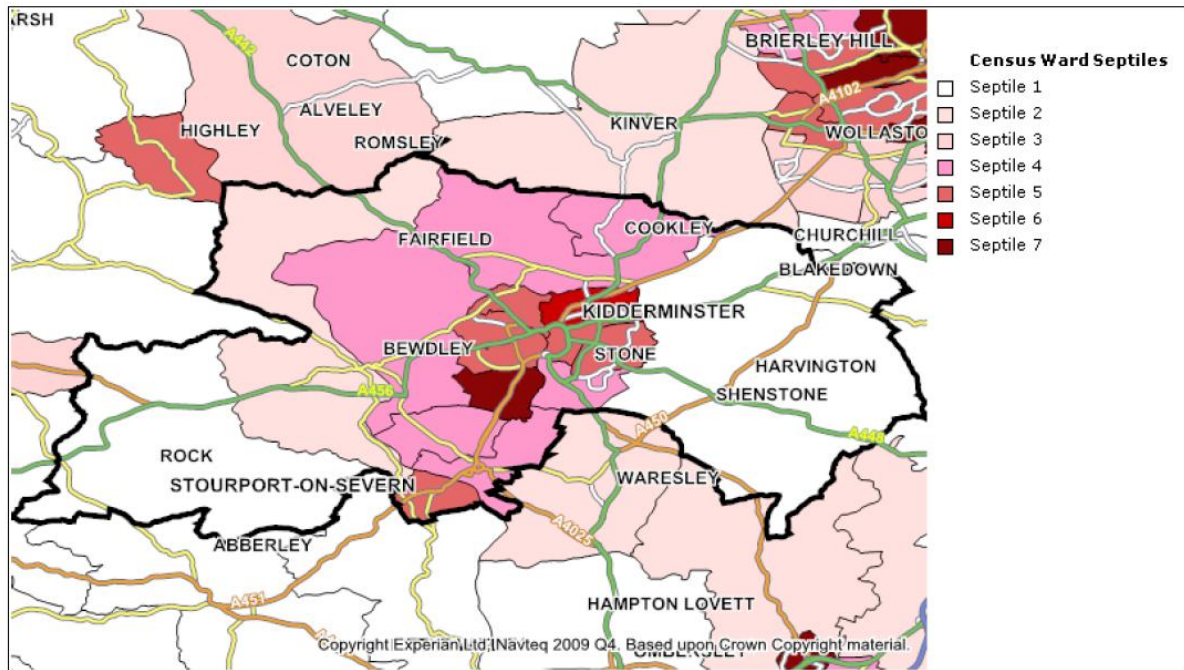 ARSH
A442
COTON
ALVELEY
HIGHLEY
ROMSLEY
KINVER
BRIERLEY HILL
A4102
WOLLASTO
FAIRFIELD
COOKLEY
CHURCHILL
BLAKEDOWN
KIDDERMINSTER
BEWDLEY
STONE
HARVINGTON
SHENSTONE
A456
A450
A448
ROCK
STOURPORT-ON-SEVERN
WARESLEY
ABBERLEY
A4025
A451
HAMPTON LOVETT
OMBERSLEY
Copyright Experian Ltd, Navteq 2009 Q4. Based upon Crown Copyright material.
Census Ward Septiles
Septile 1
Septile 2
Septile 3
Septile 4
Septile 5
Septile 6
Septile 7